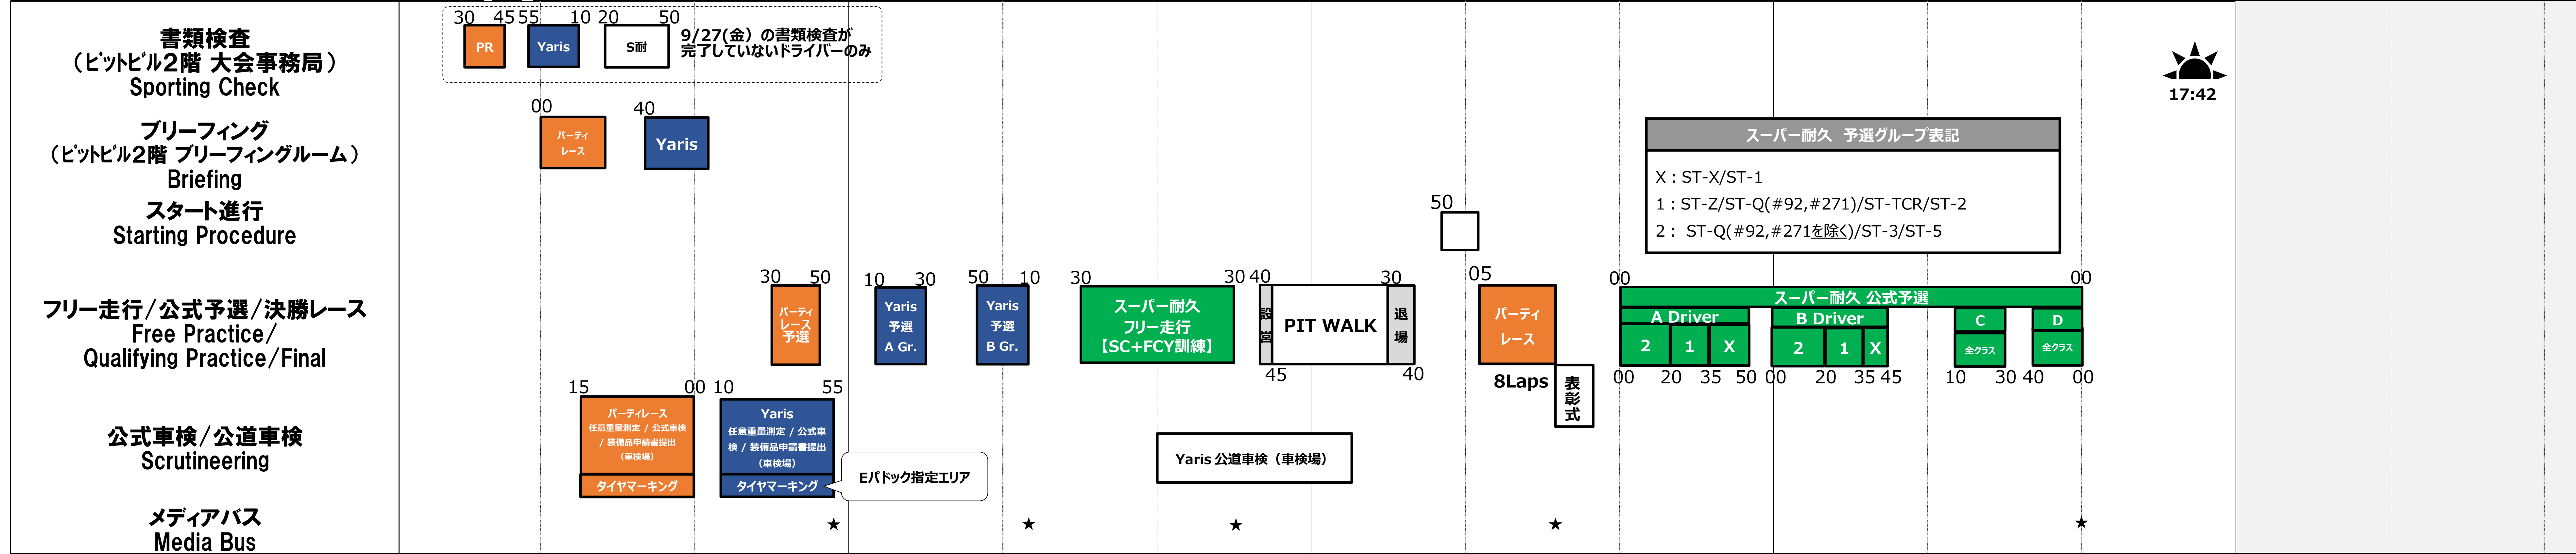 書類検査
（ピットビル2階 大会事務局）
Sporting Check
30 45 55 10 20 50
PR
Yaris
S耐
9/27(金）の書類検査が
完了していないドライバーのみ
17:42
ブリーフィング
（ピットビル2階 ブリーフィングルーム）
Briefing
00
40
パーティ
レース
Yaris
スーパー耐久　予選グループ表記
X：ST-X/ST-1
1：ST-Z/ST-Q(#92,#271)/ST-TCR/ST-2
2： ST-Q(#92,#271を除く)/ST-3/ST-5
スタート進行
Starting Procedure
50
フリー走行/公式予選/決勝レース
Free Practice/
Qualifying Practice/Final
30 50
パーティ
レース
予選
10 30
Yaris
予選
A Gr.
50 10
Yaris
予選
B Gr.
30 30
スーパー耐久
フリー走行
【SC+FCY訓練】
40 30
設営
PIT WALK
退場
45 40
05
パーティ
レース
8Laps
表彰式
00 00
スーパー耐久 公式予選
A Driver
2 1 X
00 20 35 50
B Driver
2 1 X
00 20 35 45
C
全クラス
10 30
D
全クラス
40 00
公式車検/公道車検
Scrutineering
15 00
パーティレース
任意重量測定 / 公式車検
/ 装備品申請書提出
（車検場）
タイヤマーキング
10 55
Yaris
任意重量測定 / 公式車
検 / 装備品申請書提出
（車検場）
タイヤマーキング
Eパドック指定エリア
Yaris 公道車検（車検場）
メディアバス
Media Bus
★ ★ ★ ★ ★